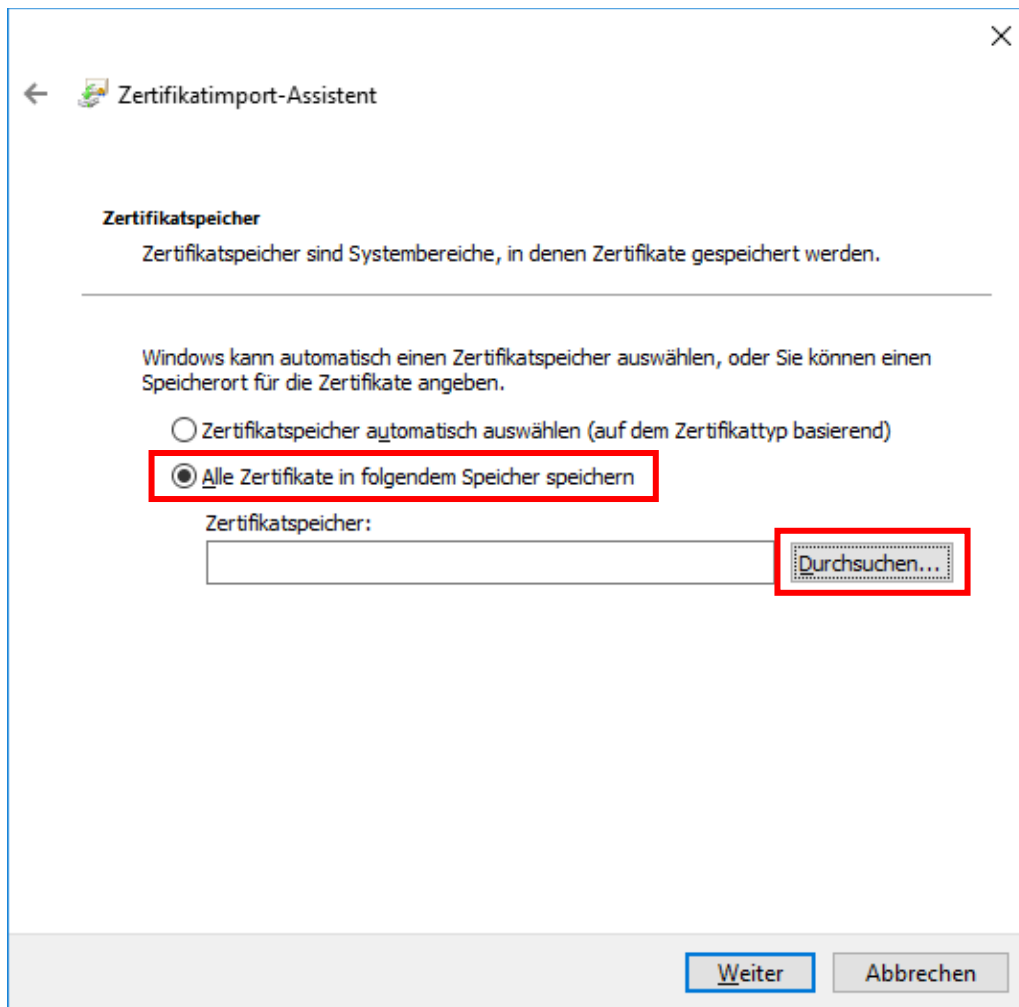 Zertifikatimport-Assistent
Zertifikatspeicher
Zertifikatspeicher sind Systembereiche, in denen Zertifikate gespeichert werden.
Windows kann automatisch einen Zertifikatspeicher auswählen, oder Sie können einen
Speicherort für die Zertifikate angeben.
Zertifikatspeicher automatisch auswählen (auf dem Zertifikattyp basierend)
Alle Zertifikate in folgendem Speicher speichern
Zertifikatspeicher:
Durchsuchen...
Weiter
Abbrechen